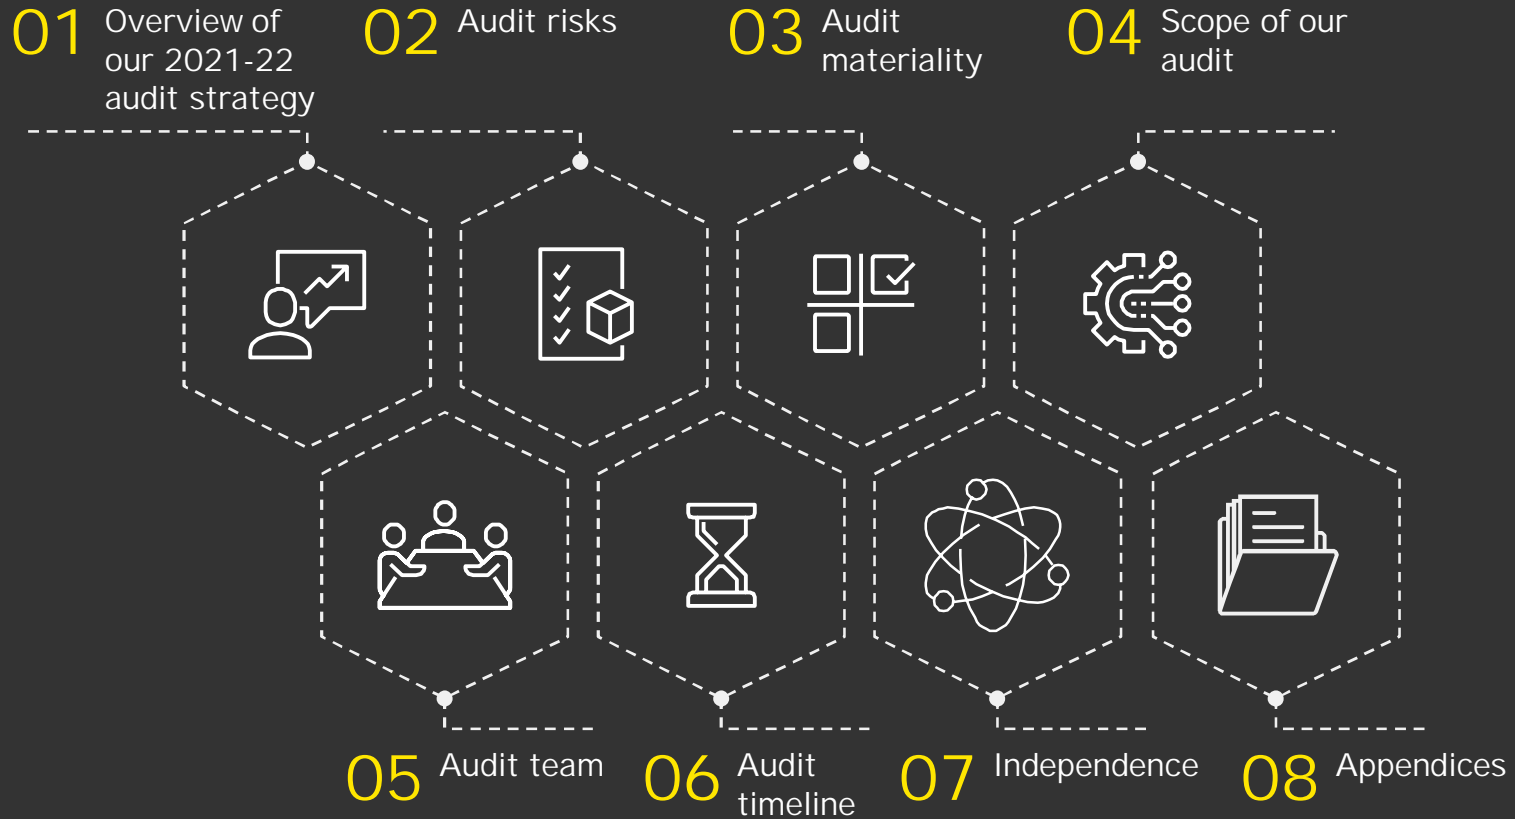 01 Overview of
our 2021-22
audit strategy
02 Audit risks
03 Audit
materiality
04 Scope of our
audit
05 Audit team
06 Audit
timeline
07 Independence
08 Appendices